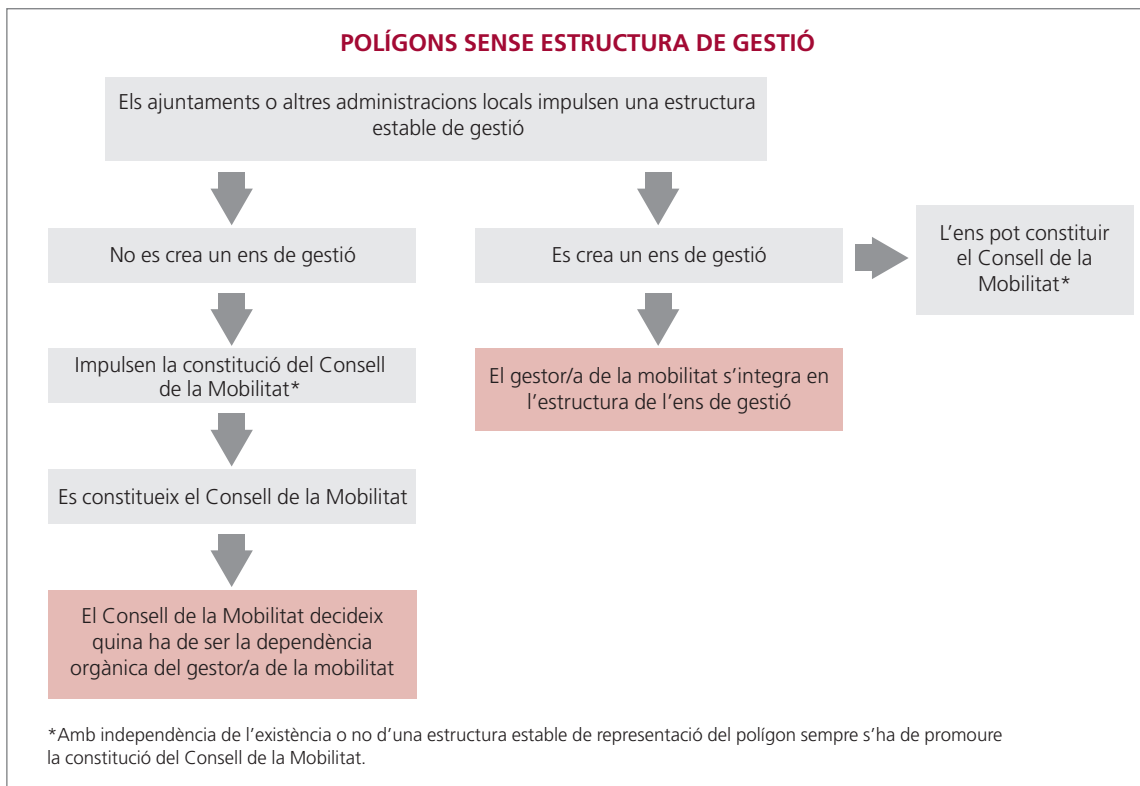 POLÍGONS SENSE ESTRUCTURA DE GESTIÓ
Els ajuntaments o altres administracions locals impulsen una estructura
estable de gestió
No es crea un ens de gestió
Es crea un ens de gestió
L’ens pot constituir
el Consell de la
Mobilitat*
Impulsen la constitució del Consell
de la Mobilitat*
El gestor/a de la mobilitat s’integra en
l’estructura de l’ens de gestió
Es constitueix el Consell de la Mobilitat
El Consell de la Mobilitat decideix
quina ha de ser la dependència
orgànica del gestor/a de la mobilitat
*Amb independència de l’existència o no d’una estructura estable de representació del polígon sempre s’ha de promoure
la constitució del Consell de la Mobilitat.